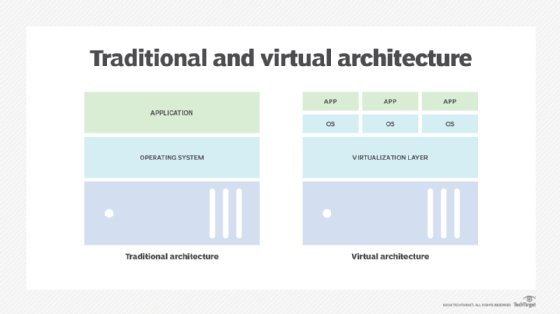 Traditional and virtual architecture
APPLICATION
OPERATING SYSTEM
Traditional architecture
APP APP APP
OS OS OS
VIRTUALIZATION LAYER
Virtual architecture
TechTarget